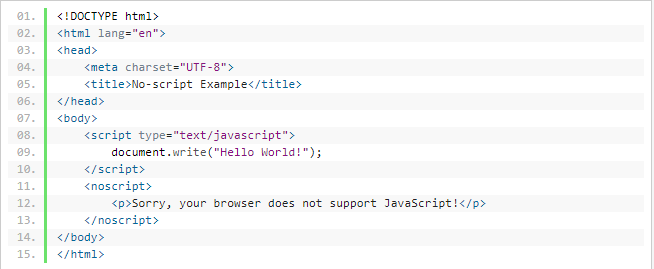 01. <!DOCTYPE html>
02. <html lang="en">
03. <head>
04.     <meta charset="UTF-8">
05.     <title>No-script Example</title>
06. </head>
07. <body>
08.     <script type="text/javascript">
09.         document.write("Hello World!");
10.     </script>
11.     <noscript>
12.         <p>Sorry, your browser does not support JavaScript!</p>
13.     </noscript>
14. </body>
15. </html>